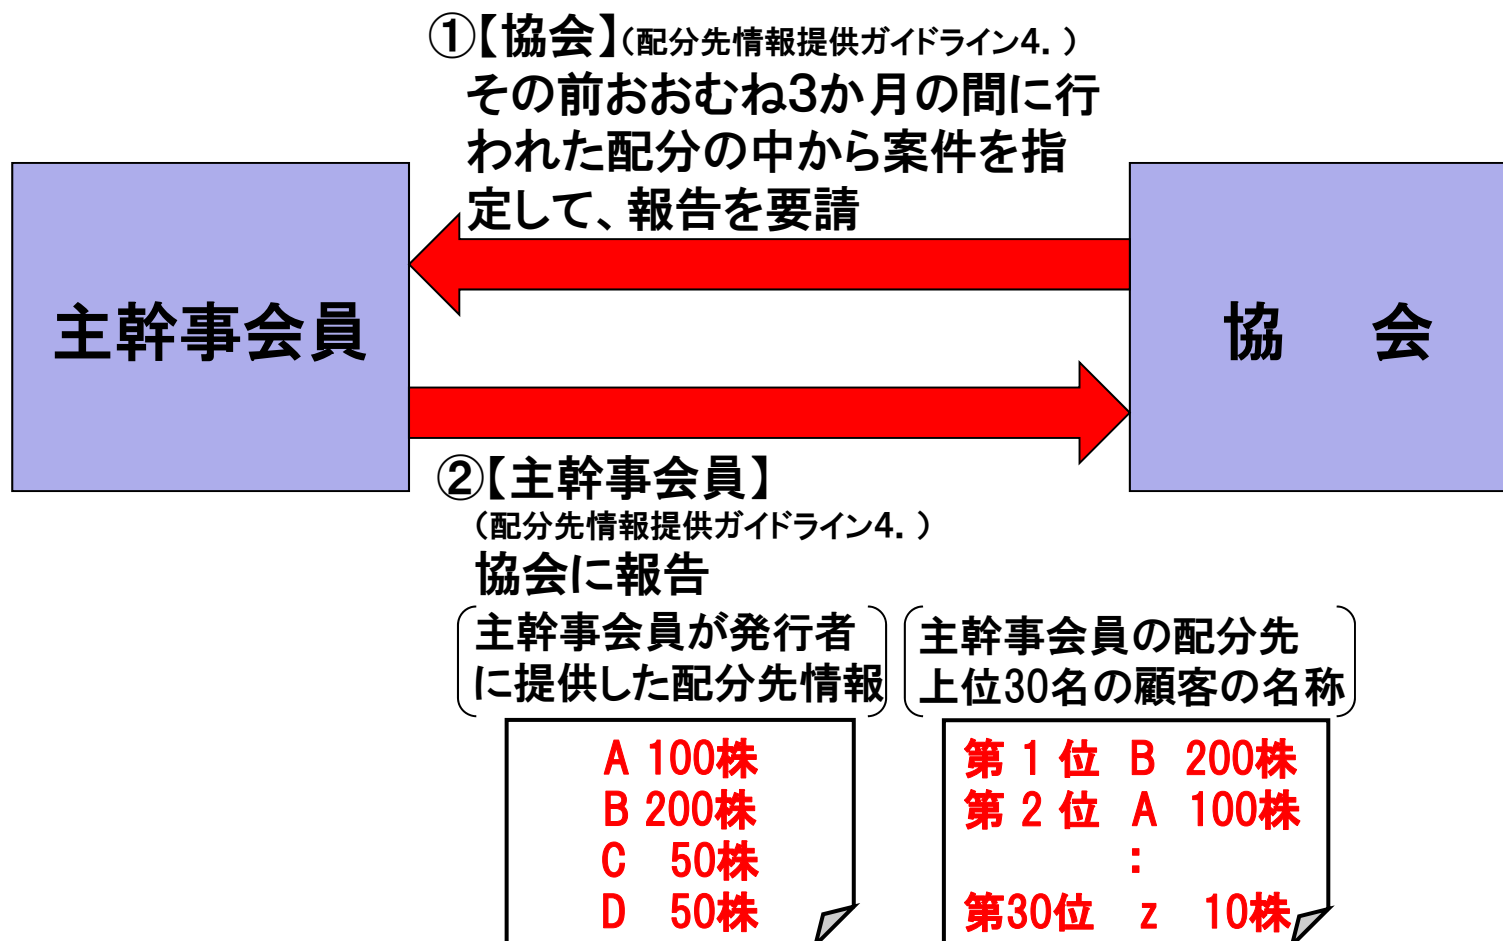 ①【協会】（配分先情報提供ガイドライン4．）
その前おおむね3か月の間に行
われた配分の中から案件を指
定して、報告を要請
主幹事会員
協　会
②【主幹事会員】
（配分先情報提供ガイドライン4．）
協会に報告
主幹事会員が発行者
に提供した配分先情報
主幹事会員の配分先
上位30名の顧客の名称
A 100株
B 200株
C 50株
D 50株
第 1 位 B 200株
第 2 位 A 100株
：
第30位 z 10株